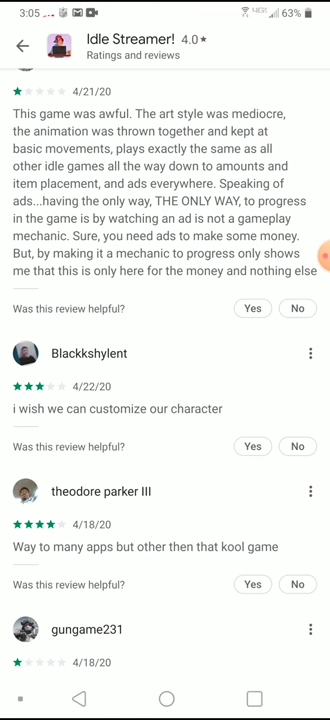 3:05
4G 63%
Idle Streamer! 4.0★
Ratings and reviews
4/21/20
This game was awful. The art style was mediocre,
the animation was thrown together and kept at
basic movements, plays exactly the same as all
other idle games all the way down to amounts and
item placement, and ads everywhere. Speaking of
ads...having the only way, THE ONLY WAY, to progress
in the game is by watching an ad is not a gameplay
mechanic. Sure, you need ads to make some money.
But, by making it a mechanic to progress only shows
me that this is only here for the money and nothing else
Was this review helpful? Yes No
Blackkshylent
4/22/20
i wish we can customize our character
Was this review helpful? Yes No
theodore parker III
4/18/20
Way to many apps but other then that kool game
Was this review helpful? Yes No
gungame231
4/18/20